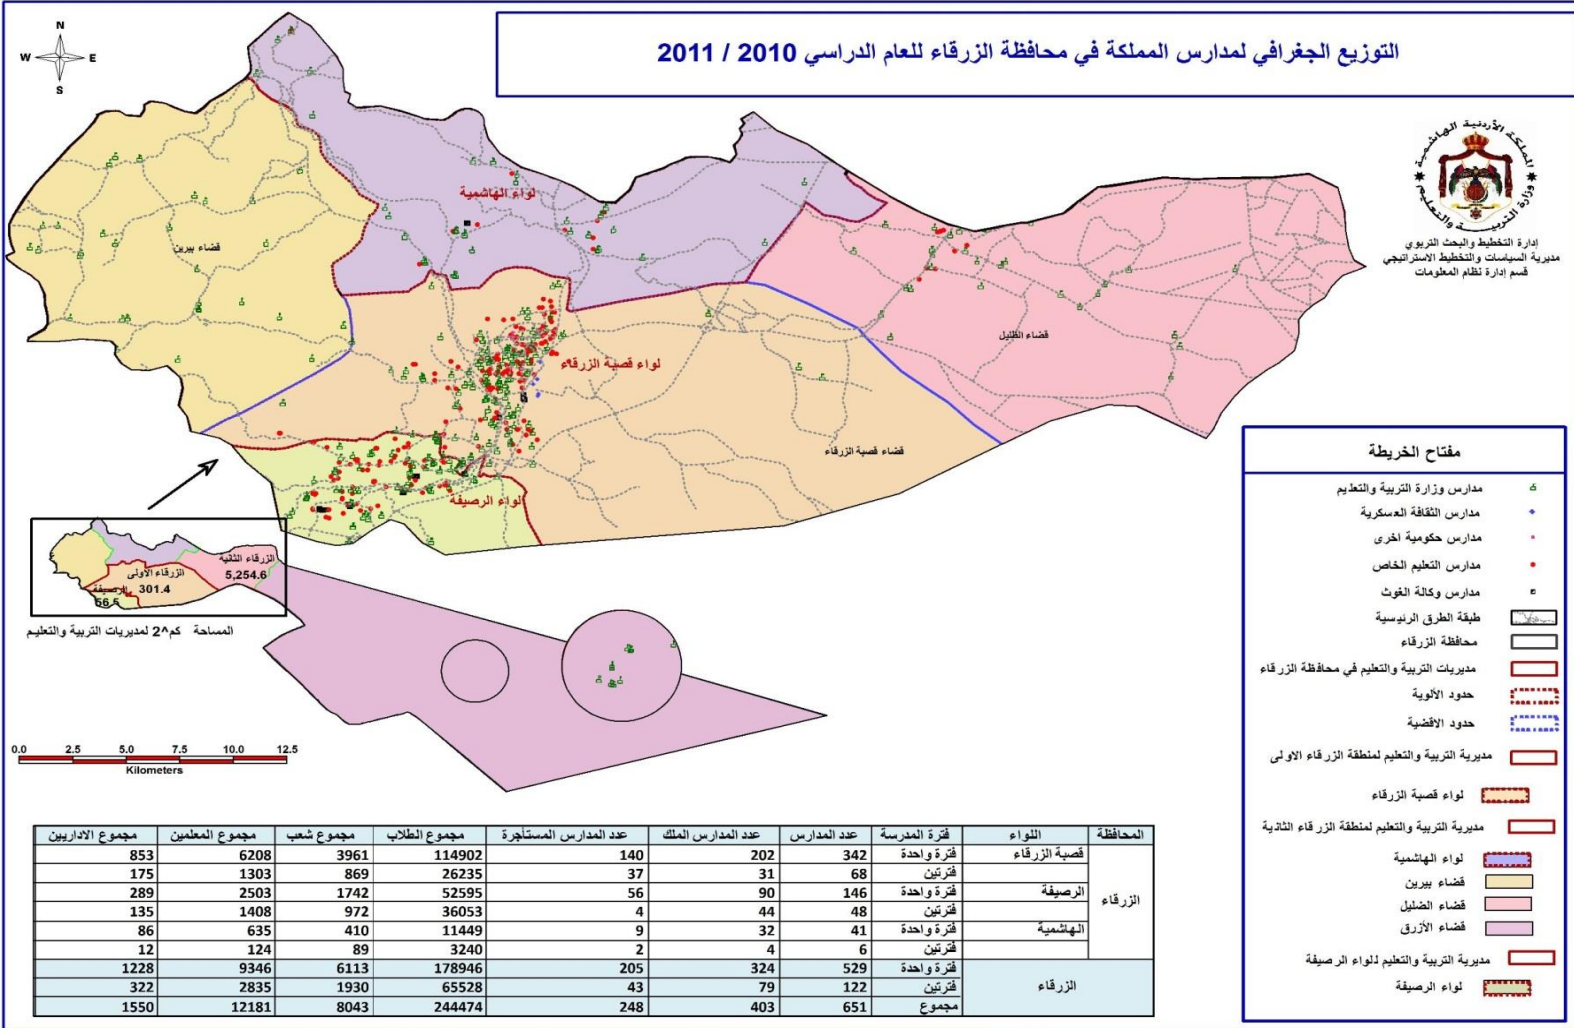 التوزيع الجغرافي لمدارس المملكة في محافظة الزرقاء للعام الدراسي 2010 / 2011
N
W E
S
المملكة الأردنية الهاشمية
وزارة التربية والتعليم
إدارة التخطيط والبحث التربوي
مديرية السياسات والتخطيط الاستراتيجي
قسم إدارة نظام المعلومات
لواء الهاشمية
قضاء بيرين
قضاء الظليل
لواء قصبة الزرقاء
قضاء قصبة الزرقاء
لواء الرصيفة
الزرقاء الثانية
5,254.6
الزرقاء الأولى
301.4
الرصيفة
56.5
المساحة كم^2 لمديريات التربية والتعليم
0.0 2.5 5.0 7.5 10.0 12.5
Kilometers
مفتاح الخريطة
مدارس وزارة التربية والتعليم
مدارس الثقافة العسكرية
مدارس حكومية اخرى
مدارس التعليم الخاص
مدارس وكالة الغوث
طبقة الطرق الرئيسية
محافظة الزرقاء
مديريات التربية والتعليم في محافظة الزرقاء
حدود الألوية
حدود الاقضية
مديرية التربية والتعليم لمنطقة الزرقاء الاولى
لواء قصبة الزرقاء
مديرية التربية والتعليم لمنطقة الزرقاء الثانية
لواء الهاشمية
قضاء بيرين
قضاء الضليل
قضاء الأزرق
مديرية التربية والتعليم للواء الرصيفة
لواء الرصيفة
المحافظة اللواء فترة المدرسة عدد المدارس عدد المدارس الملك عدد المدارس المستأجرة مجموع الطلاب مجموع شعب مجموع المعلمين مجموع الاداريين
الزرقاء قصبة الزرقاء فترة واحدة 342 202 140 114902 3961 6208 853
فترتين 68 31 37 26235 869 1303 175
الرصيفة فترة واحدة 146 90 56 52595 1742 2503 289
فترتين 48 44 4 36053 972 1408 135
الهاشمية فترة واحدة 41 32 9 11449 410 635 86
فترتين 6 4 2 3240 89 124 12
الزرقاء فترة واحدة 529 324 205 178946 6113 9346 1228
فترتين 122 79 43 65528 1930 2835 322
مجموع 651 403 248 244474 8043 12181 1550